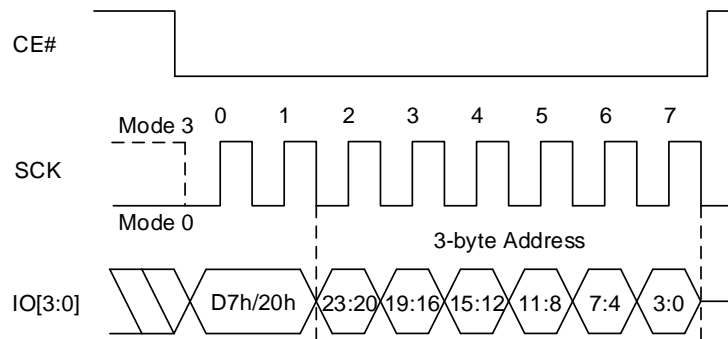 CE#
Mode 3
0 1 2 3 4 5 6 7
SCK
Mode 0
3-byte Address
IO[3:0]
D7h/20h 23:20 19:16 15:12 11:8 7:4 3:0